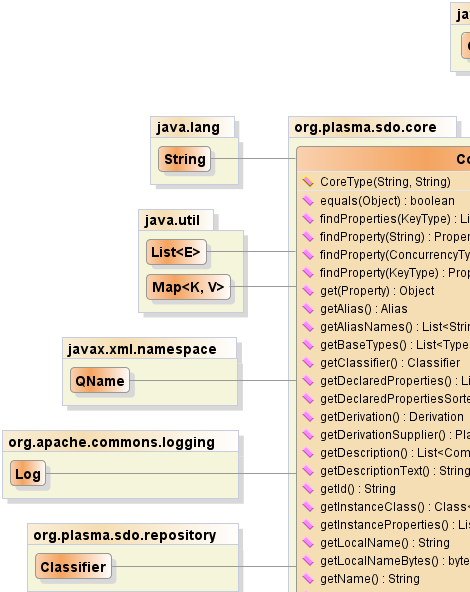 ja
java.lang
String
java.util
List<E>
Map<K, V>
javax.xml.namespace
QName
org.apache.commons.logging
Log
org.plasma.sdo.repository
Classifier
org.plasma.sdo.core
Co
CoreType(String, String)
equals(Object) : boolean
findProperties(KeyType) : Li
findProperty(String) : Proper
findProperty(ConcurrencyTy
findProperty(KeyType) : Prop
get(Property) : Object
getAlias() : Alias
getAliasNames() : List<Strin
getBaseTypes() : List<Type
getClassifier() : Classifier
getDeclaredProperties() : Li
getDeclaredPropertiesSorte
getDerivation() : Derivation
getDerivationSupplier() : Pla
getDescription() : List<Com
getDescriptionText() : String
getId() : String
getInstanceClass() : Class<
getInstanceProperties() : Lis
getLocalName() : String
getLocalNameBytes() : byte
getName() : String